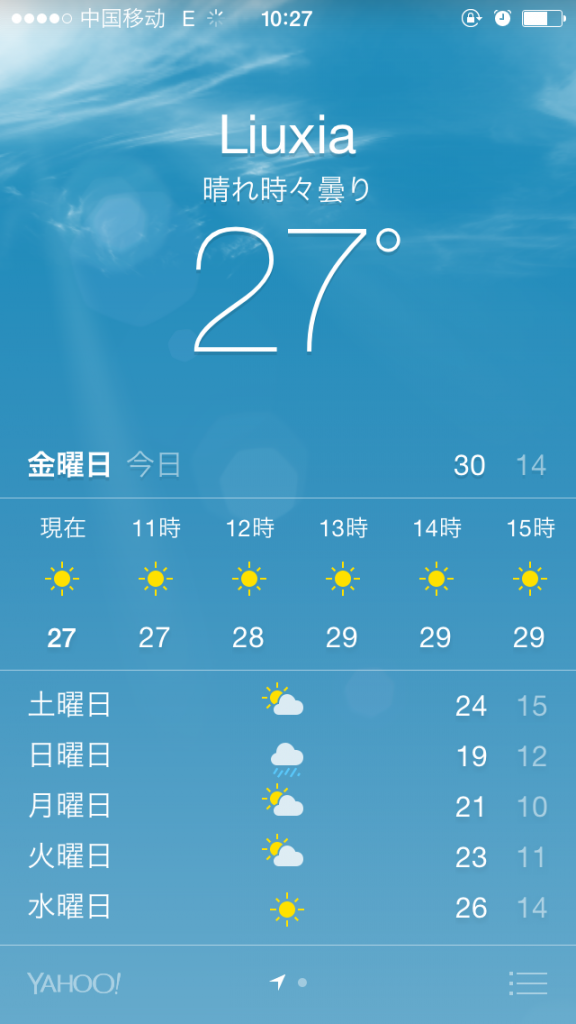 中国移动 E 10:27
Liuxia
晴れ時々曇り
27°
金曜日 今日 30 14
現在 11時 12時 13時 14時 15時
27 27 28 29 29 29
土曜日 24 15
日曜日 19 12
月曜日 21 10
火曜日 23 11
水曜日 26 14
YAHOO!